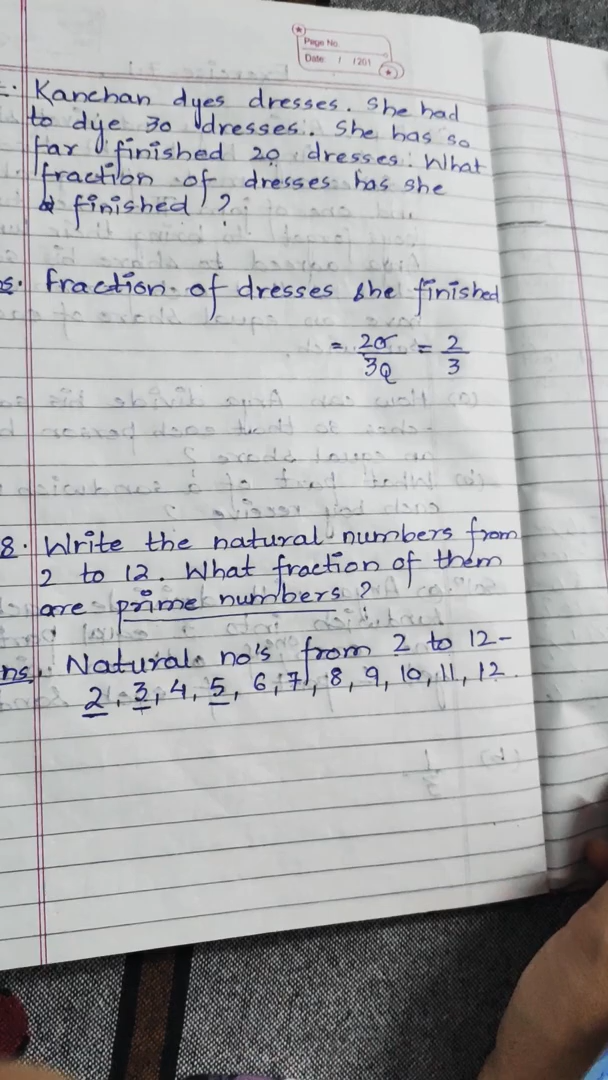 Page No.
Date / /201
Kanchan dyes dresses. She had
to dye 30 dresses. She has so
far finished 20 dresses. What
fraction of dresses has she
finished ?
s. Fraction of dresses she finished
= 20/30 = 2/3
8. Write the natural numbers from
2 to 12. What fraction of them
are prime numbers ?
ns. Natural no's from 2 to 12-
2, 3, 4, 5, 6, 7, 8, 9, 10, 11, 12.